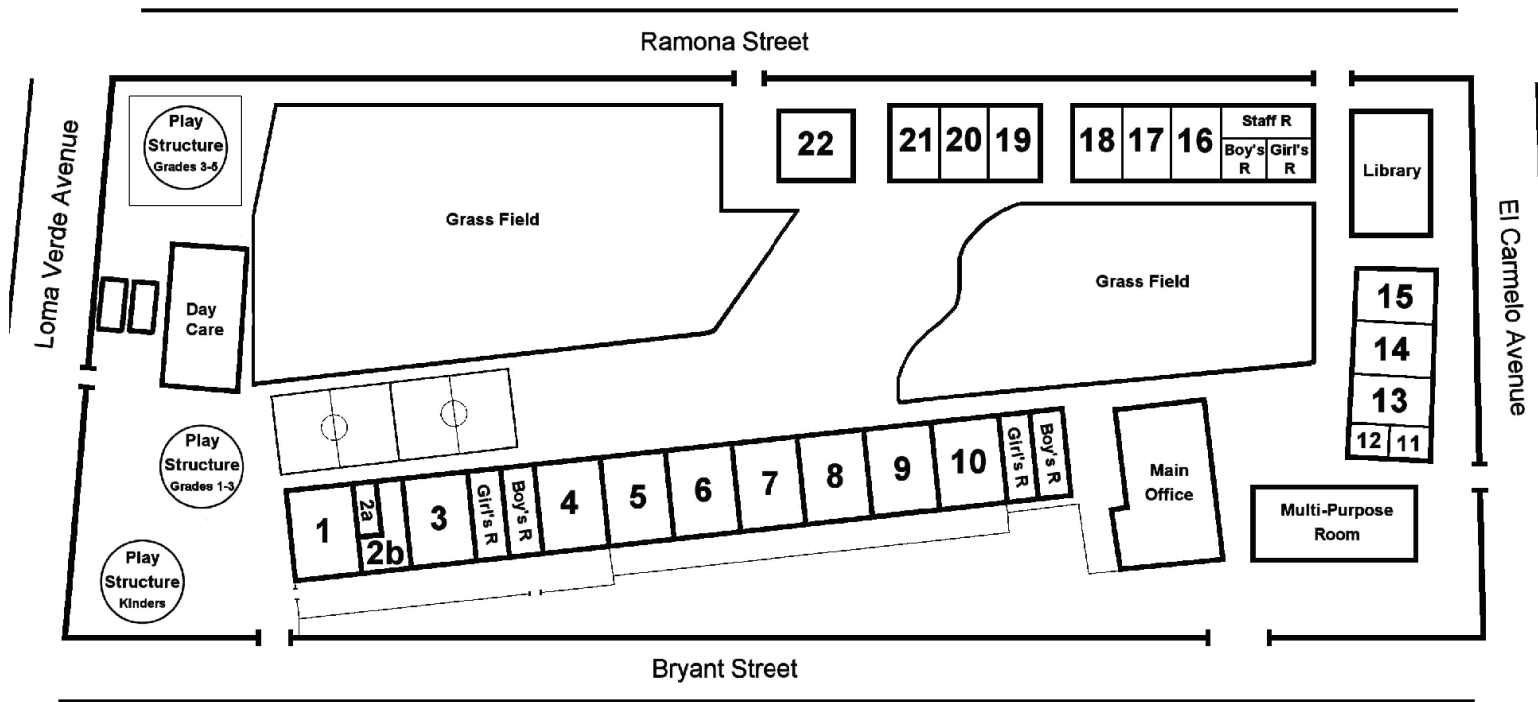 Ramona Street
Loma Verde Avenue
El Carmelo Avenue
Play
Structure
Grades 3-5
Grass Field
22
21 20 19
18 17 16
Staff R
Boy's
R
Girl's
R
Library
Day
Care
Grass Field
15
14
13
12 11
Play
Structure
Grades 1-3
1
2a
2b
3
Girl's R
Boy's R
4
5
6
7
8
9
10
Girl's R
Boy's R
Main
Office
Multi-Purpose
Room
Play
Structure
Kinders
Bryant Street